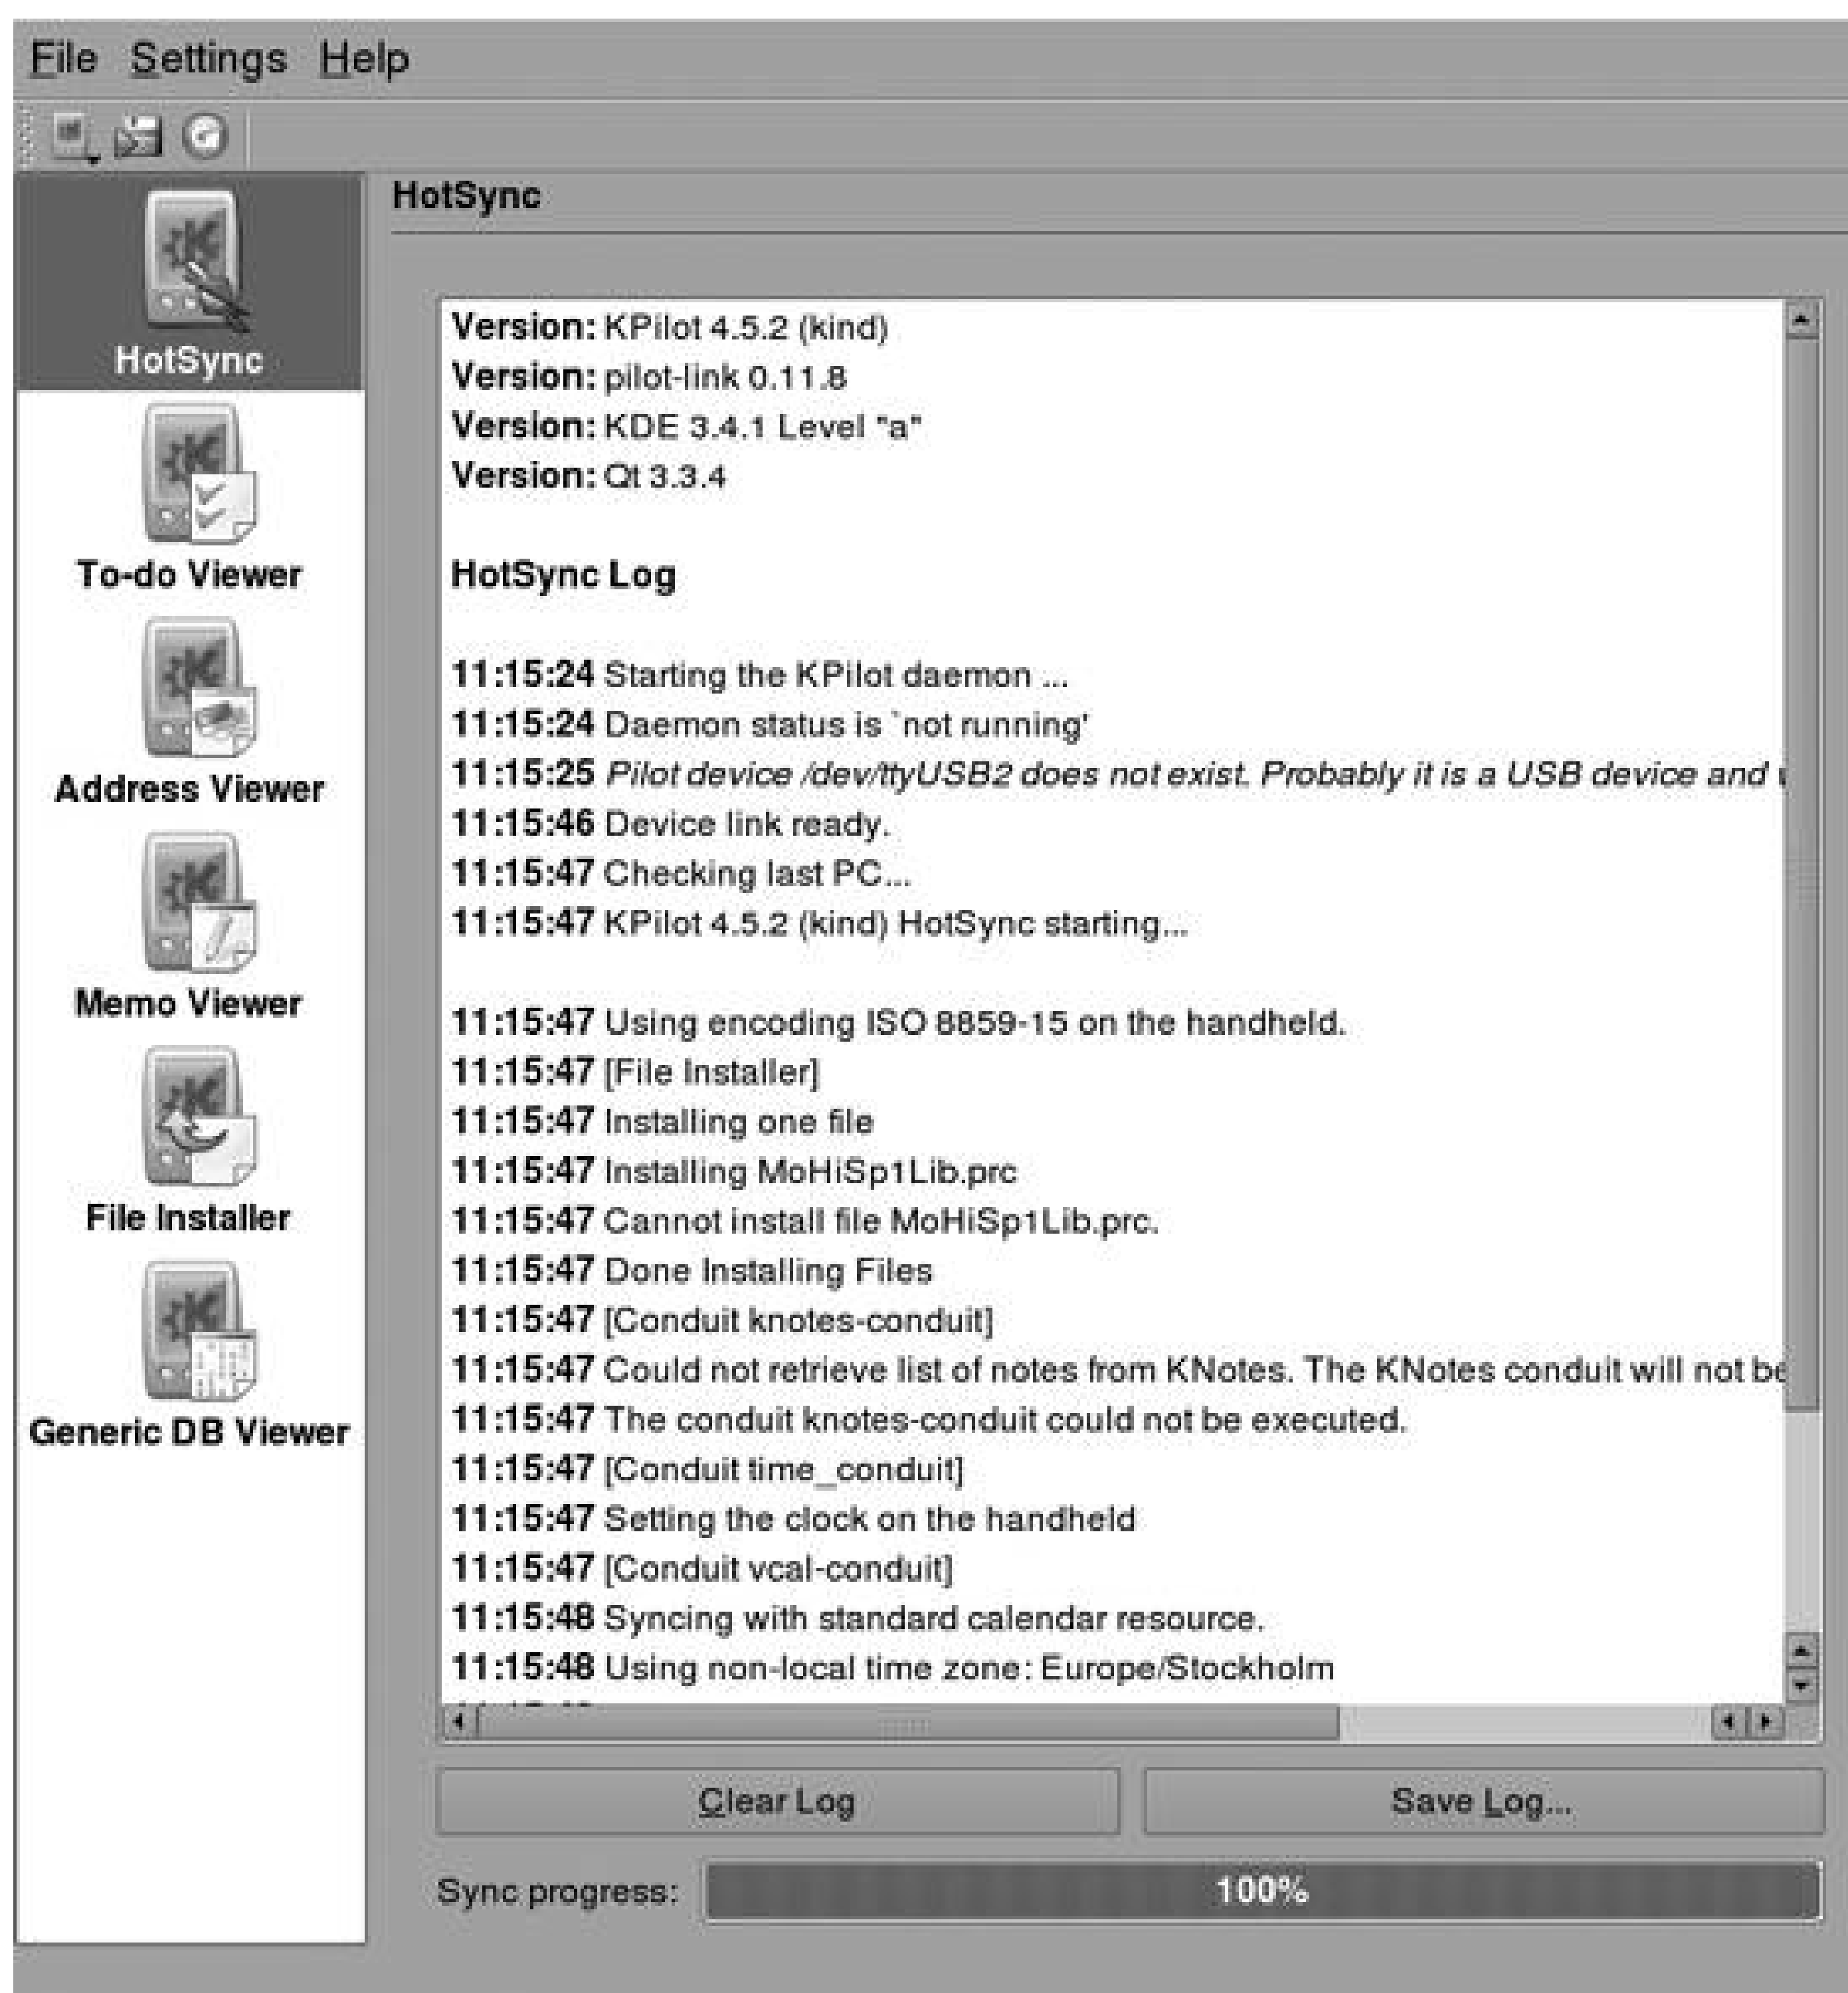 File Settings Help
HotSync
To-do Viewer
Address Viewer
Memo Viewer
File Installer
Generic DB Viewer
HotSync
Version: KPilot 4.5.2 (kind)
Version: pilot-link 0.11.8
Version: KDE 3.4.1 Level "a"
Version: Qt 3.3.4
HotSync Log
11:15:24 Starting the KPilot daemon ...
11:15:24 Daemon status is `not running'
11:15:25 Pilot device /dev/ttyUSB2 does not exist. Probably it is a USB device and
11:15:46 Device link ready.
11:15:47 Checking last PC...
11:15:47 KPilot 4.5.2 (kind) HotSync starting...
11:15:47 Using encoding ISO 8859-15 on the handheld.
11:15:47 [File Installer]
11:15:47 Installing one file
11:15:47 Installing MoHiSp1Lib.prc
11:15:47 Cannot install file MoHiSp1Lib.prc.
11:15:47 Done Installing Files
11:15:47 [Conduit knotes-conduit]
11:15:47 Could not retrieve list of notes from KNotes. The KNotes conduit will not be
11:15:47 The conduit knotes-conduit could not be executed.
11:15:47 [Conduit time_conduit]
11:15:47 Setting the clock on the handheld
11:15:47 [Conduit vcal-conduit]
11:15:48 Syncing with standard calendar resource.
11:15:48 Using non-local time zone: Europe/Stockholm
Clear Log
Save Log...
Sync progress: 100%